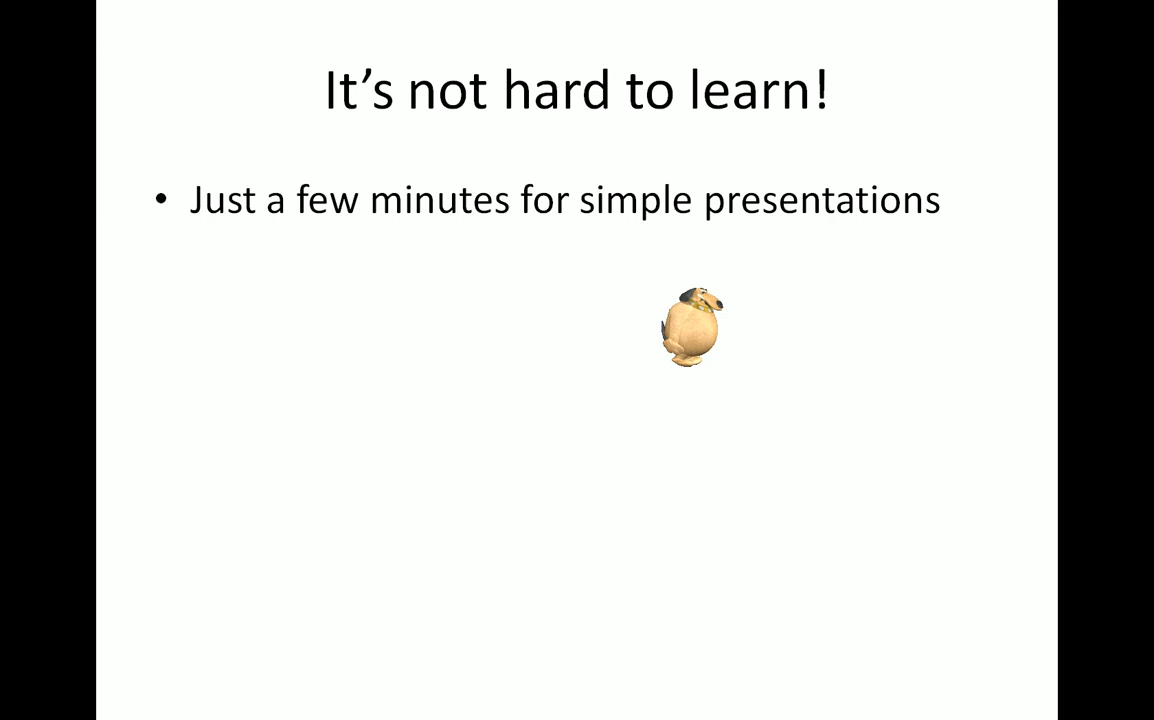 It’s not hard to learn!
• Just a few minutes for simple presentations